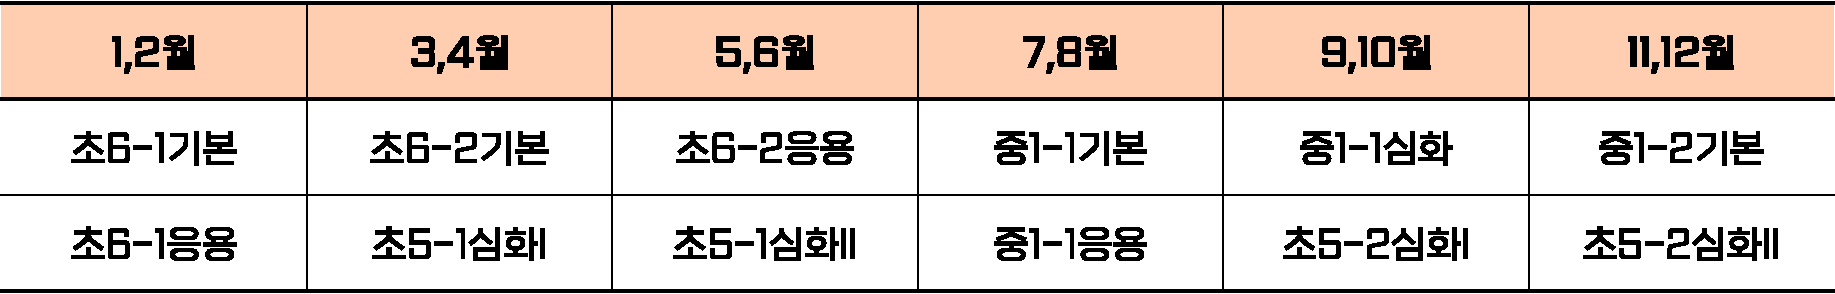 1,2월 3,4월 5,6월 7,8월 9,10월 11,12월
초6-1기본 초6-2기본 초6-2응용 중1-1기본 중1-1심화 중1-2기본
초6-1응용 초5-1심화I 초5-1심화II 중1-1응용 초5-2심화I 초5-2심화II